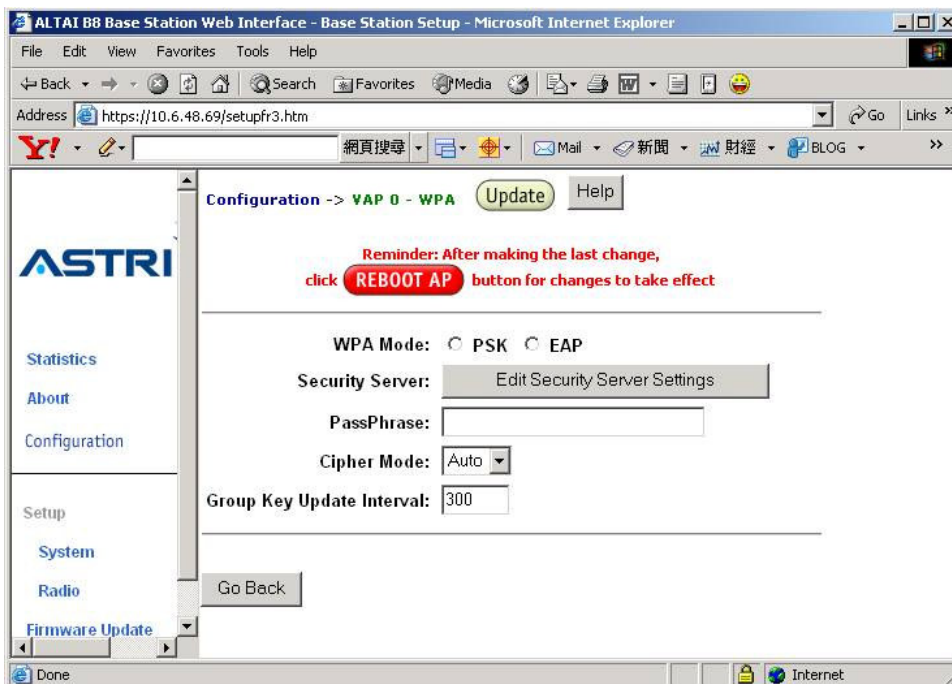 ALTAI B8 Base Station Web Interface - Base Station Setup - Microsoft Internet Explorer
File Edit View Favorites Tools Help
Back Search Favorites Media
Address https://10.6.48.69/setupfr3.htm Go Links »
Y! 網頁搜尋 Mail 新聞 財經 BLOG »
Configuration -> VAP 0 - WPA Update Help
ASTRI
Reminder: After making the last change,
click REBOOT AP button for changes to take effect
Statistics
About
Configuration
Setup
System
Radio
Firmware Update
WPA Mode: PSK EAP
Security Server: Edit Security Server Settings
PassPhrase:
Cipher Mode: Auto
Group Key Update Interval: 300
Go Back
Done Internet